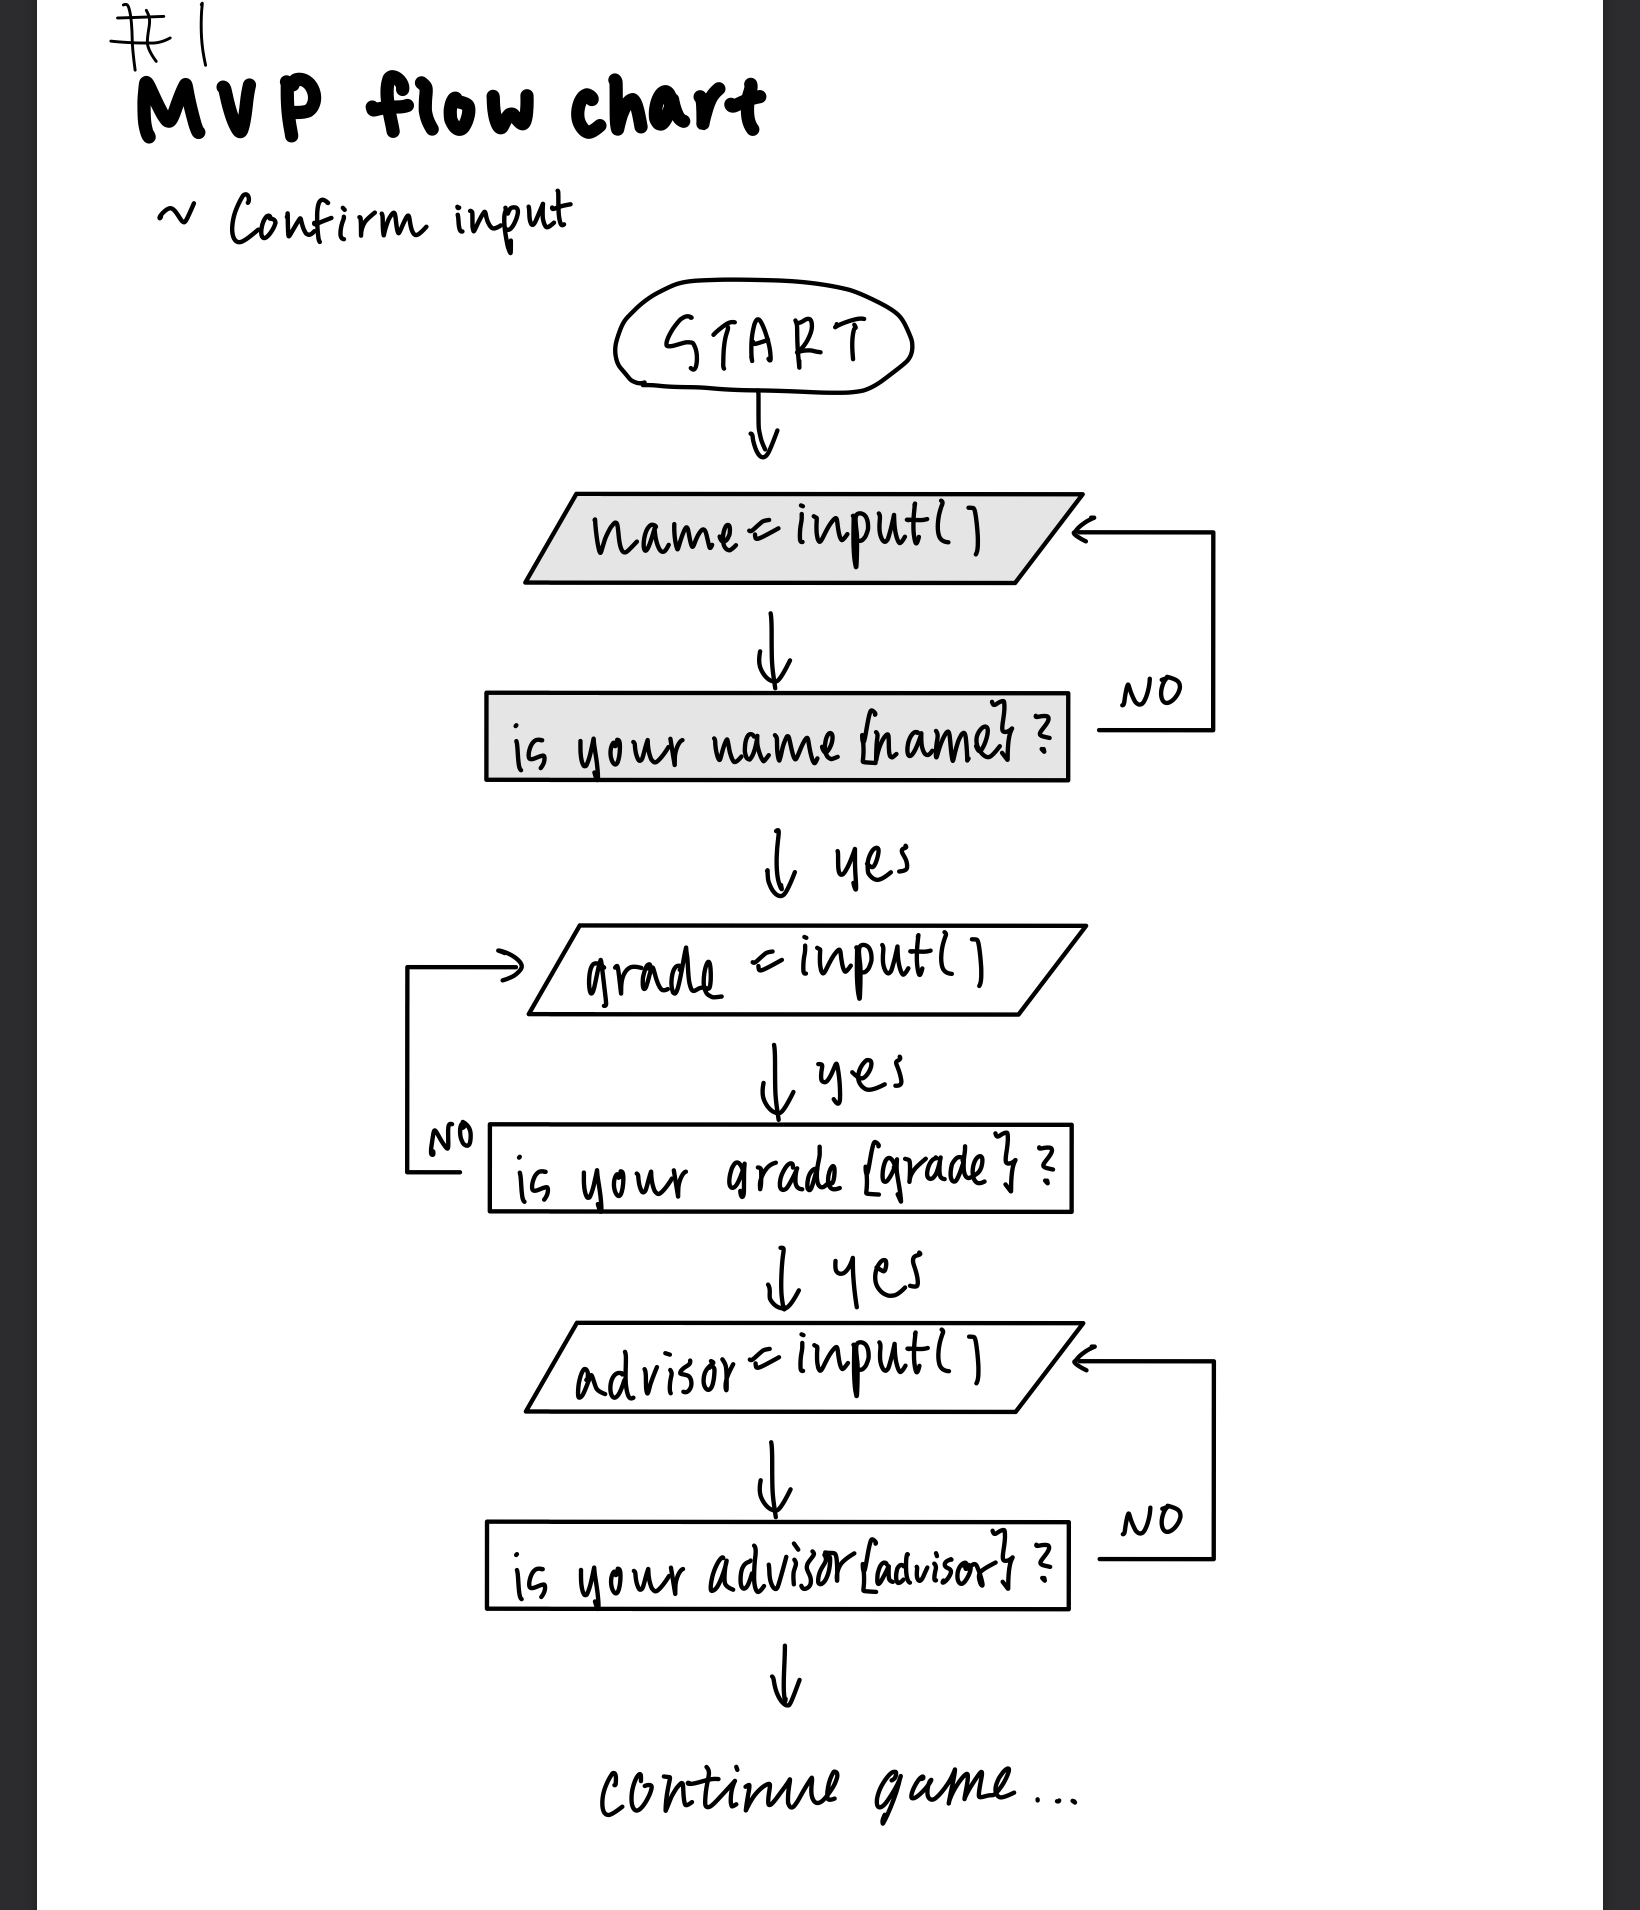 #1
MVP flow chart
~ Confirm input
START
name = input()
NO
is your name {name}?
yes
grade = input()
yes
NO
is your grade {grade}?
yes
advisor = input()
NO
is your advisor {advisor}?
continue game...